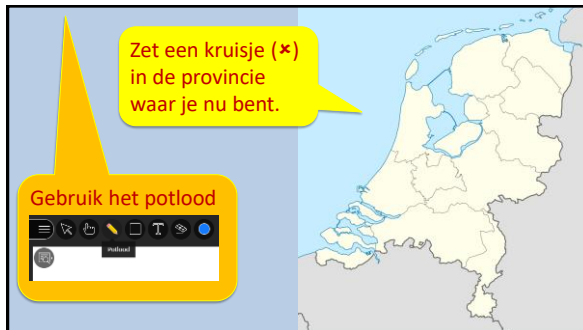 Zet een kruisje (×)
in de provincie
waar je nu bent.
Gebruik het potlood
T
Potlood